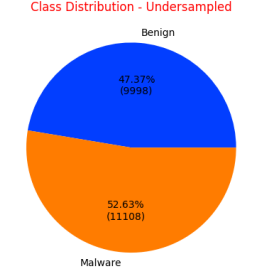 Class Distribution - Undersampled
Benign
47.37%
(9998)
52.63%
(11108)
Malware